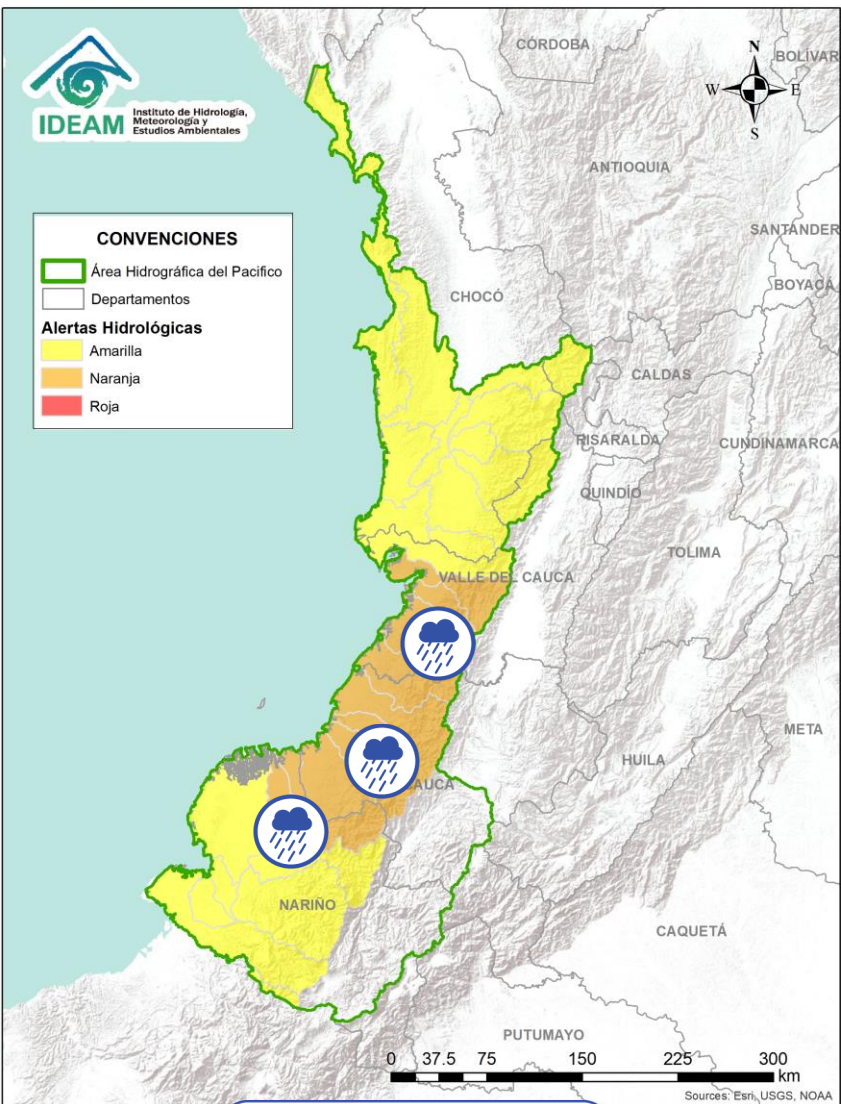 IDEAM
Instituto de Hidrología,
Meteorología y
Estudios Ambientales
N
W
E
S
CONVENCIONES
Área Hidrográfica del Pacifico
Departamentos
Alertas Hidrológicas
Amarilla
Naranja
Roja
CÓRDOBA
BOLÍVAR
ANTIOQUIA
SANTANDER
BOYACÁ
CHOCÓ
CALDAS
RISARALDA
CUNDINAMARCA
QUINDÍO
TOLIMA
VALLE DEL CAUCA
META
HUILA
CAUCA
NARIÑO
CAQUETÁ
PUTUMAYO
0 37.5 75 150 225 300
km
Sources: Esri, USGS, NOAA